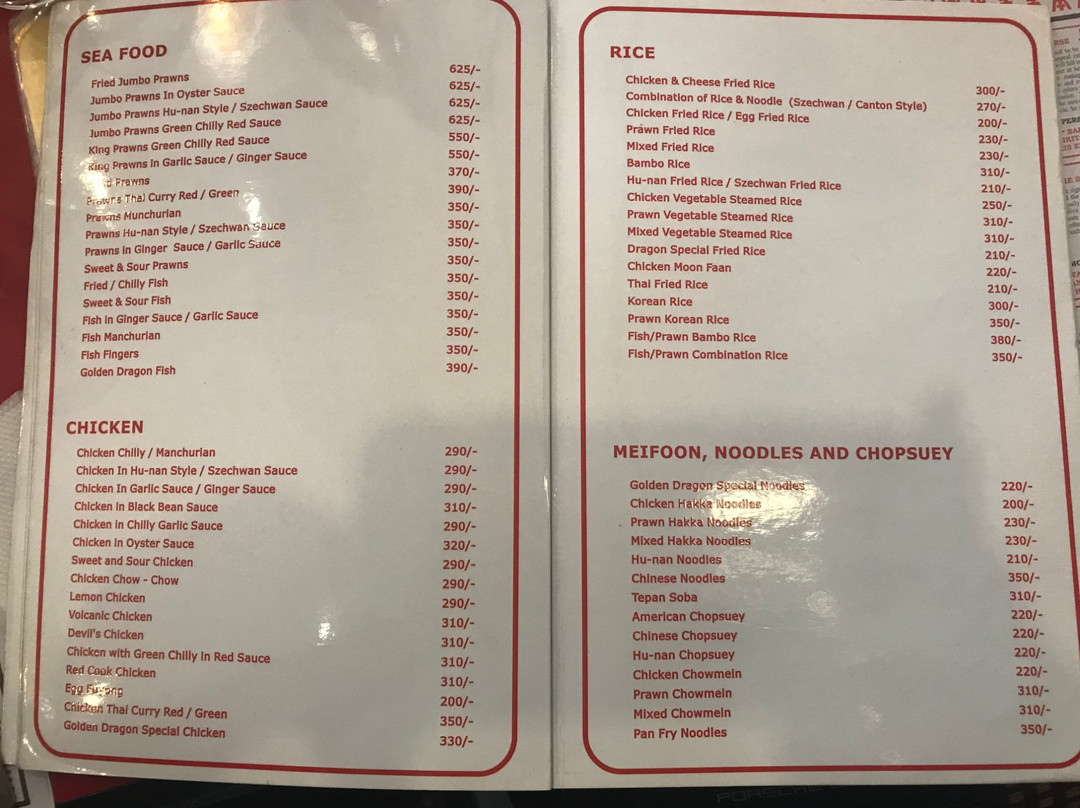 SEA FOOD
Fried Jumbo Prawns 625/-
Jumbo Prawns In Oyster Sauce 625/-
Jumbo Prawns Hu-nan Style / Szechwan Sauce 625/-
Jumbo Prawns Green Chilly Red Sauce 625/-
King Prawns Green Chilly Red Sauce 550/-
King Prawns in Garlic Sauce / Ginger Sauce 550/-
Prawns 370/-
Prawns Thai Curry Red / Green 390/-
Prawns Munchurian 350/-
Prawns Hu-nan Style / Szechwan Sauce 350/-
Prawns in Ginger Sauce / Garlic Sauce 350/-
Sweet & Sour Prawns 350/-
Fried / Chilly Fish 350/-
Sweet & Sour Fish 350/-
Fish in Ginger Sauce / Garlic Sauce 350/-
Fish Manchurian 350/-
Fish Fingers 350/-
Golden Dragon Fish 390/-
CHICKEN
Chicken Chilly / Manchurian 290/-
Chicken In Hu-nan Style / Szechwan Sauce 290/-
Chicken In Garlic Sauce / Ginger Sauce 290/-
Chicken in Black Bean Sauce 310/-
Chicken in Chilly Garlic Sauce 290/-
Chicken in Oyster Sauce 320/-
Sweet and Sour Chicken 290/-
Chicken Chow - Chow 290/-
Lemon Chicken 290/-
Volcanic Chicken 310/-
Devil's Chicken 310/-
Chicken with Green Chilly In Red Sauce 310/-
Red Cook Chicken 310/-
Egg Fuyong 200/-
Chicken Thai Curry Red / Green 350/-
Golden Dragon Special Chicken 330/-
RICE
Chicken & Cheese Fried Rice 300/-
Combination of Rice & Noodle (Szechwan / Canton Style) 270/-
Chicken Fried Rice / Egg Fried Rice 200/-
Prawn Fried Rice 230/-
Mixed Fried Rice 230/-
Bambo Rice 310/-
Hu-nan Fried Rice / Szechwan Fried Rice 210/-
Chicken Vegetable Steamed Rice 250/-
Prawn Vegetable Steamed Rice 310/-
Mixed Vegetable Steamed Rice 310/-
Dragon Special Fried Rice 210/-
Chicken Moon Faan 220/-
Thai Fried Rice 210/-
Korean Rice 300/-
Prawn Korean Rice 350/-
Fish/Prawn Bambo Rice 380/-
Fish/Prawn Combination Rice 350/-
MEIFOON, NOODLES AND CHOPSUEY
Golden Dragon Special Noodles 220/-
Chicken Hakka Noodles 200/-
Prawn Hakka Noodles 230/-
Mixed Hakka Noodles 230/-
Hu-nan Noodles 210/-
Chinese Noodles 350/-
Tepan Soba 310/-
American Chopsuey 220/-
Chinese Chopsuey 220/-
Hu-nan Chopsuey 220/-
Chicken Chowmein 220/-
Prawn Chowmein 310/-
Mixed Chowmein 310/-
Pan Fry Noodles 350/-